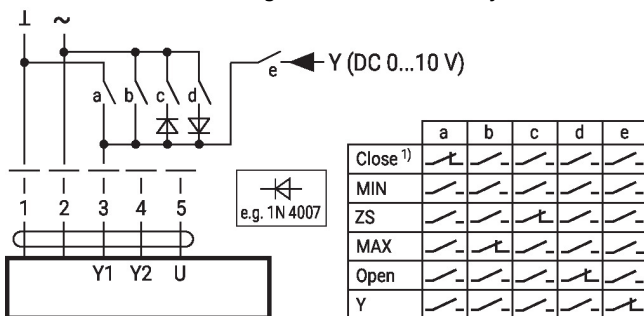 ⊥ ~
e Y (DC 0...10 V)
a b c d
1 2 3 4 5
e.g. 1N 4007
Y1 Y2 U
a b c d e
Close 1)
MIN
ZS
MAX
Open
Y